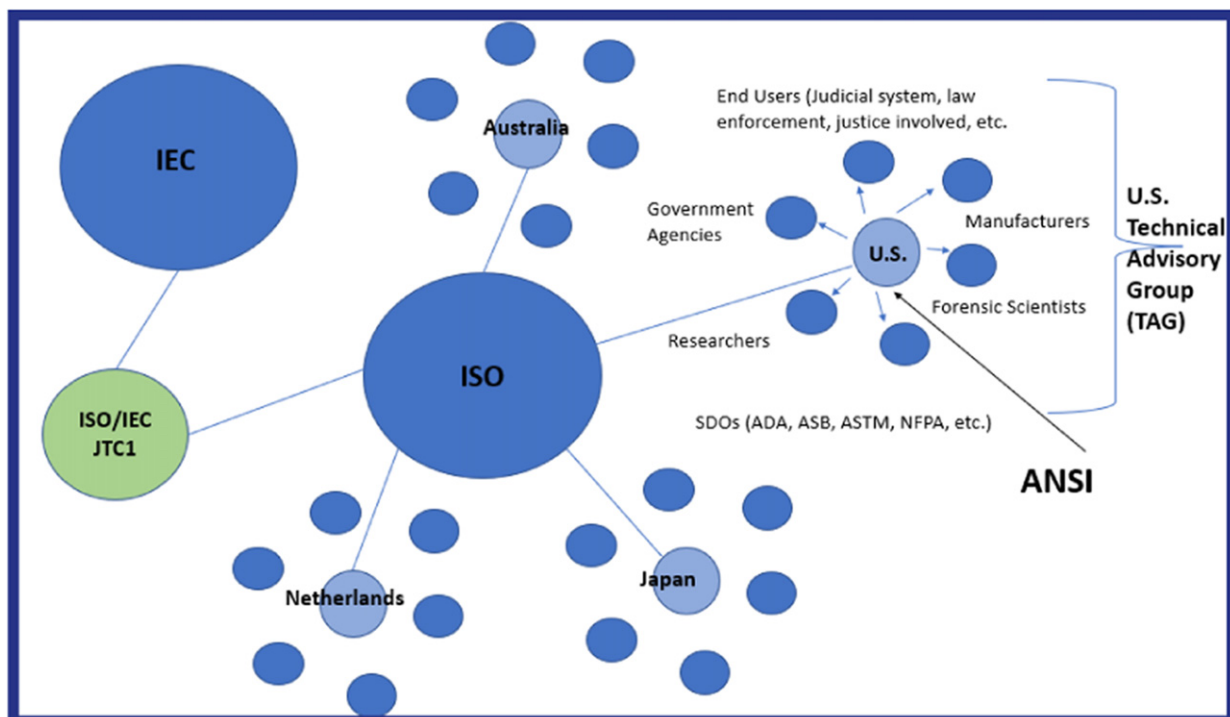 IEC
Australia
End Users (Judicial system, law
enforcement, justice involved, etc.
Government
Agencies
Manufacturers
U.S.
U.S.
Technical
Advisory
Group
(TAG)
Forensic Scientists
Researchers
ISO
ISO/IEC
JTC1
SDOs (ADA, ASB, ASTM, NFPA, etc.)
ANSI
Netherlands
Japan